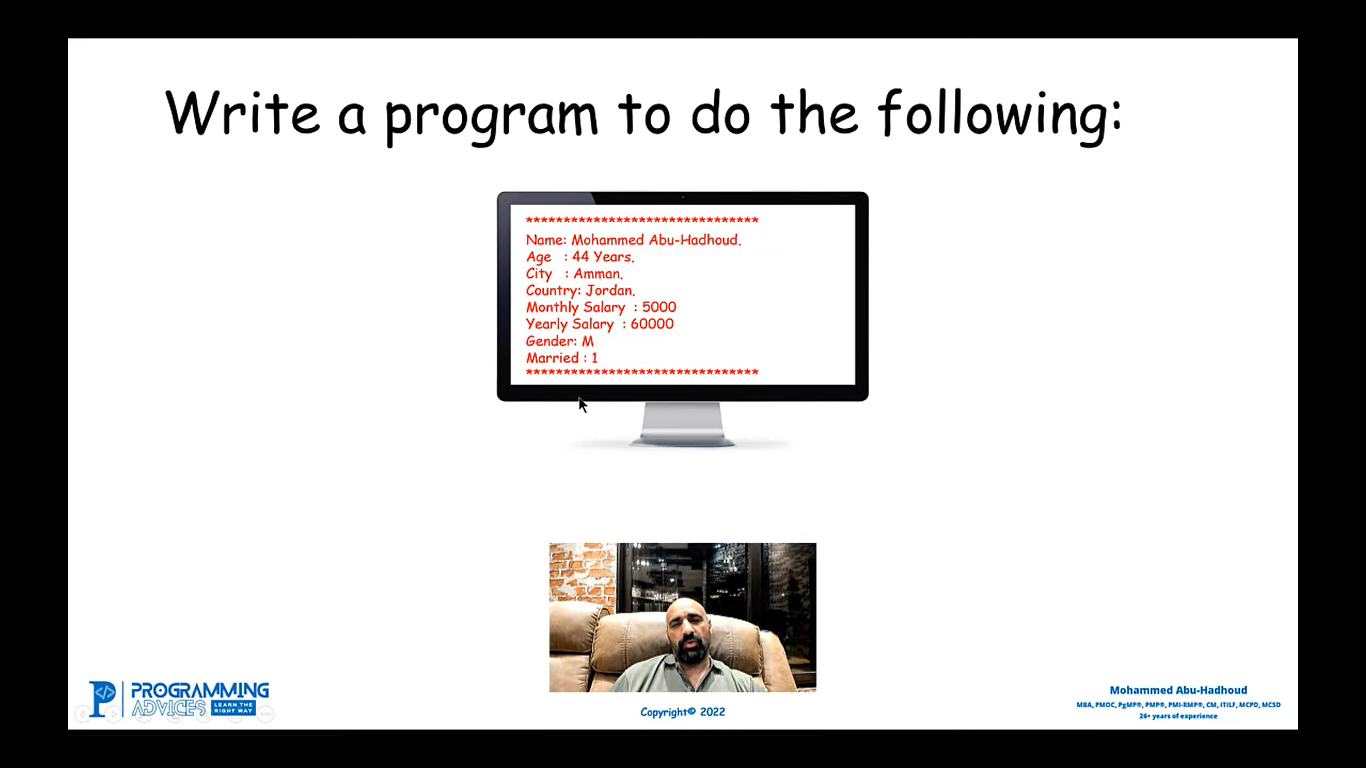 Write a program to do the following:
*******************************
Name: Mohammed Abu-Hadhoud.
Age : 44 Years.
City : Amman.
Country: Jordan.
Monthly Salary : 5000
Yearly Salary : 60000
Gender: M
Married : 1
*******************************
PROGRAMMING
ADVICES LEARN THE RIGHT WAY
Copyright© 2022
Mohammed Abu-Hadhoud
MBA, PMOC, PgMP®, PMP®, PMI-RMP®, CM, ITILF, MCPD, MCSD
26+ years of experience